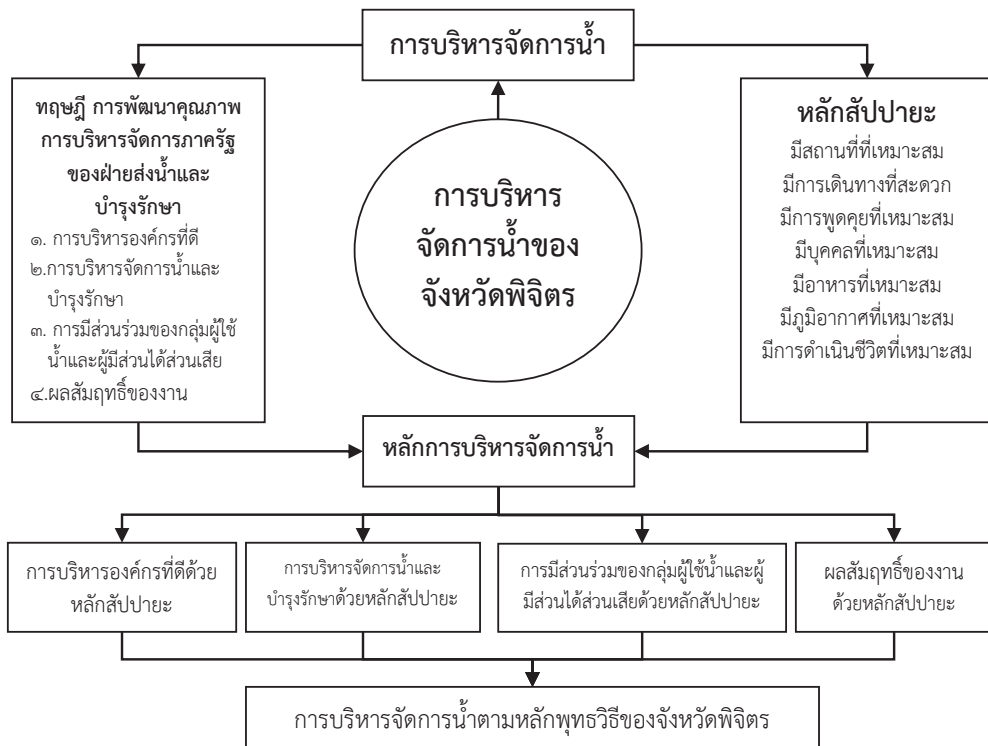 การบริหารจัดการน้ำ
ทฤษฎี การพัฒนาคุณภาพ
การบริหารจัดการภาครัฐ
ของฝ่ายส่งน้ำและ
บำรุงรักษา
๑. การบริหารองค์กรที่ดี
๒.การบริหารจัดการน้ำและ
บำรุงรักษา
๓. การมีส่วนร่วมของกลุ่มผู้ใช้
น้ำและผู้มีส่วนได้ส่วนเสีย
๔.ผลสัมฤทธิ์ของงาน
การบริหาร
จัดการน้ำของ
จังหวัดพิจิตร
หลักสัปปายะ
มีสถานที่ที่เหมาะสม
มีการเดินทางที่สะดวก
มีการพูดคุยที่เหมาะสม
มีบุคคลที่เหมาะสม
มีอาหารที่เหมาะสม
มีภูมิอากาศที่เหมาะสม
มีการดำเนินชีวิตที่เหมาะสม
หลักการบริหารจัดการน้ำ
การบริหารองค์กรที่ดีด้วย
หลักสัปปายะ
การบริหารจัดการน้ำและ
บำรุงรักษาด้วยหลักสัปปายะ
การมีส่วนร่วมของกลุ่มผู้ใช้น้ำและผู้
มีส่วนได้ส่วนเสียด้วยหลักสัปปายะ
ผลสัมฤทธิ์ของงาน
ด้วยหลักสัปปายะ
การบริหารจัดการน้ำตามหลักพุทธวิธีของจังหวัดพิจิตร